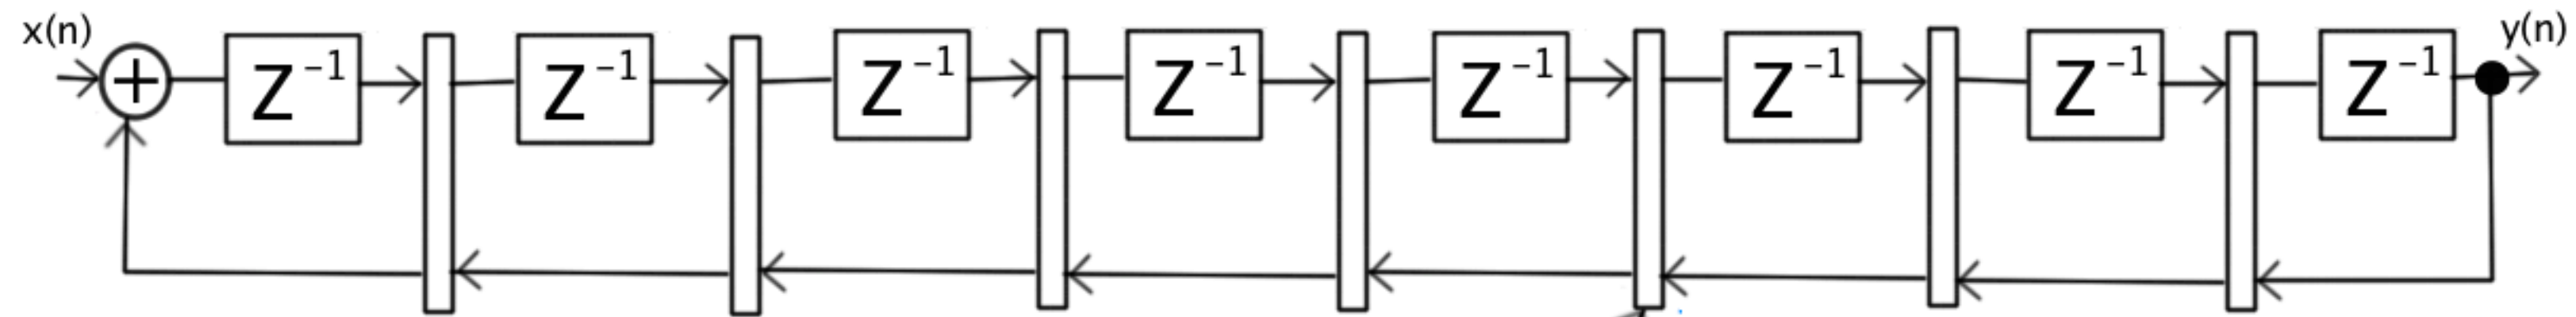 x(n) + Z⁻¹ Z⁻¹ Z⁻¹ Z⁻¹ Z⁻¹ Z⁻¹ Z⁻¹ Z⁻¹ y(n)